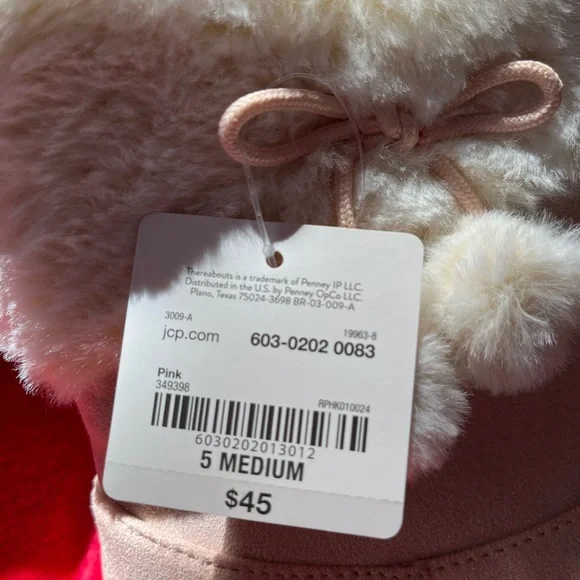 Thereabouts is a trademark of Penney IP LLC.
Distributed in the U.S. by Penney OpCo LLC.
Plano, Texas 75024-3698 BR-03-009-A
3009-A 19963-8
jcp.com 603-0202 0083
Pink
349398 RPHK010024
6030202013012
5 MEDIUM
$45